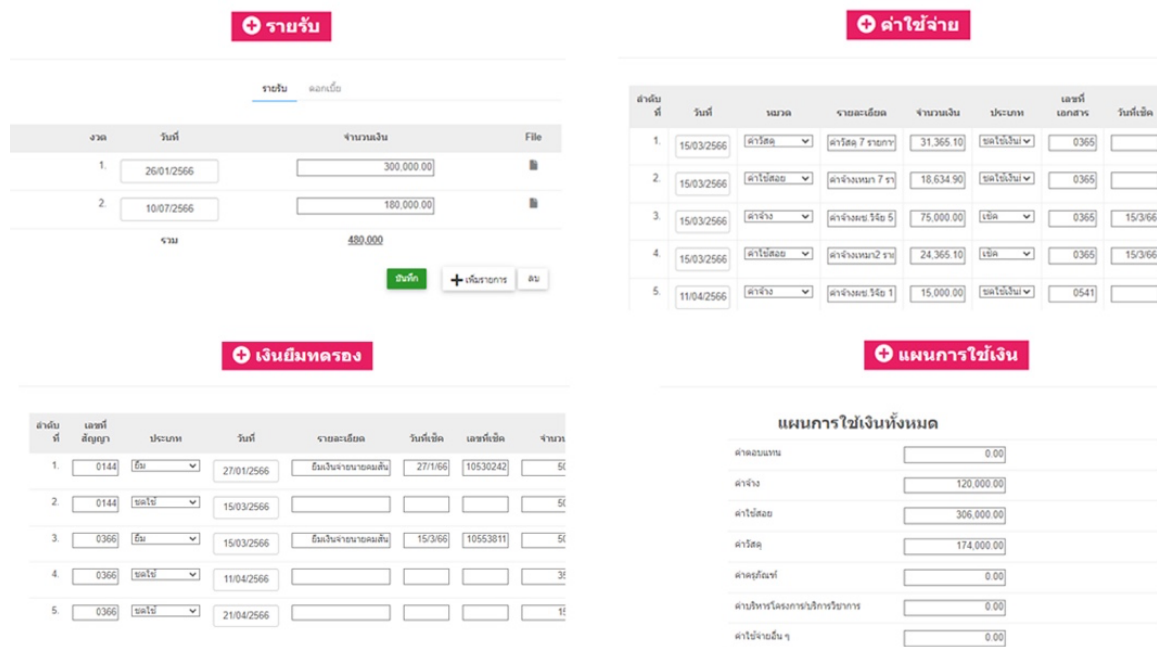 รายรับ
รายรับ ดอกเบี้ย
งวด วันที่ จำนวนเงิน File
1. 26/01/2566 300,000.00
2. 10/07/2566 180,000.00
รวม 480,000
บันทึก เพิ่มรายการ ลบ
ค่าใช้จ่าย
ลำดับ เลขที่
ที่ วันที่ หมวด รายละเอียด จำนวนเงิน ประเภท เอกสาร วันที่เช็ค
1. 15/03/2566 ค่าวัสดุ ค่าวัสดุ 7 รายกา 31,365.10 ชดใช้เงิน 0365
2. 15/03/2566 ค่าใช้สอย ค่าจ้างเหมา 7 รา 18,634.90 ชดใช้เงิน 0365
3. 15/03/2566 ค่าจ้าง ค่าจ้างผช.วิจัย 5 75,000.00 เช็ค 0365 15/3/66
4. 15/03/2566 ค่าใช้สอย ค่าจ้างเหมา2 รา 24,365.10 เช็ค 0365 15/3/66
5. 11/04/2566 ค่าจ้าง ค่าจ้างผช.วิจัย 1 15,000.00 ชดใช้เงิน 0541
เงินยืมทดรอง
ลำดับ เลขที่
ที่ สัญญา ประเภท วันที่ รายละเอียด วันที่เช็ค เลขที่เช็ค จำนวน
1. 0144 ยืม 27/01/2566 ยืมเงินจ่ายนายคมสัน 27/1/66 10530242 50
2. 0144 ชดใช้ 15/03/2566 50
3. 0366 ยืม 15/03/2566 ยืมเงินจ่ายนายคมสัน 15/3/66 10553811 50
4. 0366 ชดใช้ 11/04/2566 35
5. 0366 ชดใช้ 21/04/2566 15
แผนการใช้เงิน
แผนการใช้เงินทั้งหมด
ค่าตอบแทน 0.00
ค่าจ้าง 120,000.00
ค่าใช้สอย 306,000.00
ค่าวัสดุ 174,000.00
ค่าครุภัณฑ์ 0.00
ค่าบริหารโครงการ/บริการวิชาการ 0.00
ค่าใช้จ่ายอื่น ๆ 0.00